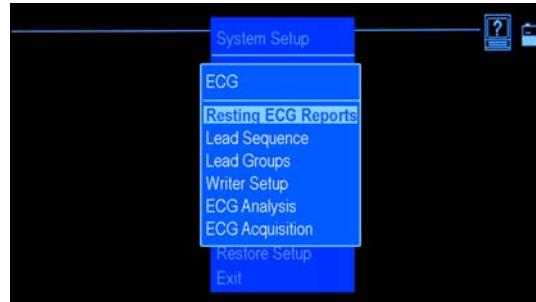 System Setup
?
ECG
Resting ECG Reports
Lead Sequence
Lead Groups
Writer Setup
ECG Analysis
ECG Acquisition
Restore Setup
Exit